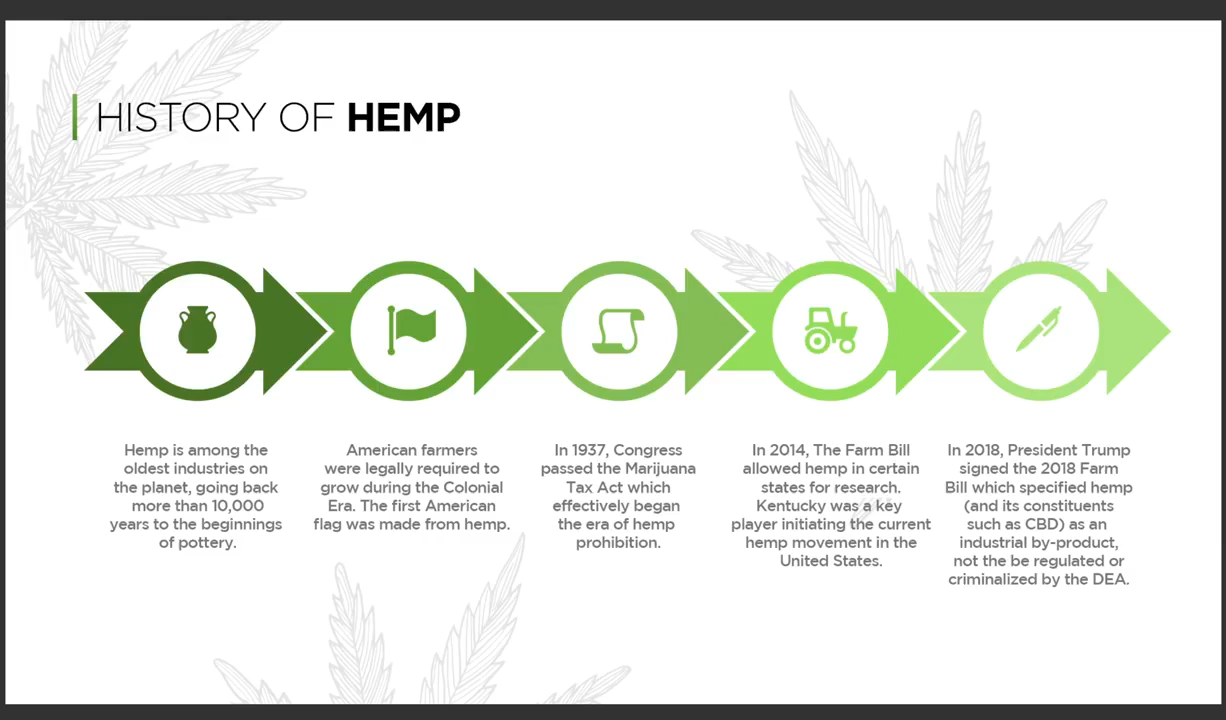 HISTORY OF HEMP
Hemp is among the
oldest industries on
the planet, going back
more than 10,000
years to the beginnings
of pottery.
American farmers
were legally required to
grow during the Colonial
Era. The first American
flag was made from hemp.
In 1937, Congress
passed the Marijuana
Tax Act which
effectively began
the era of hemp
prohibition.
In 2014, The Farm Bill
allowed hemp in certain
states for research.
Kentucky was a key
player initiating the current
hemp movement in the
United States.
In 2018, President Trump
signed the 2018 Farm
Bill which specified hemp
(and its constituents
such as CBD) as an
industrial by-product,
not the be regulated or
criminalized by the DEA.